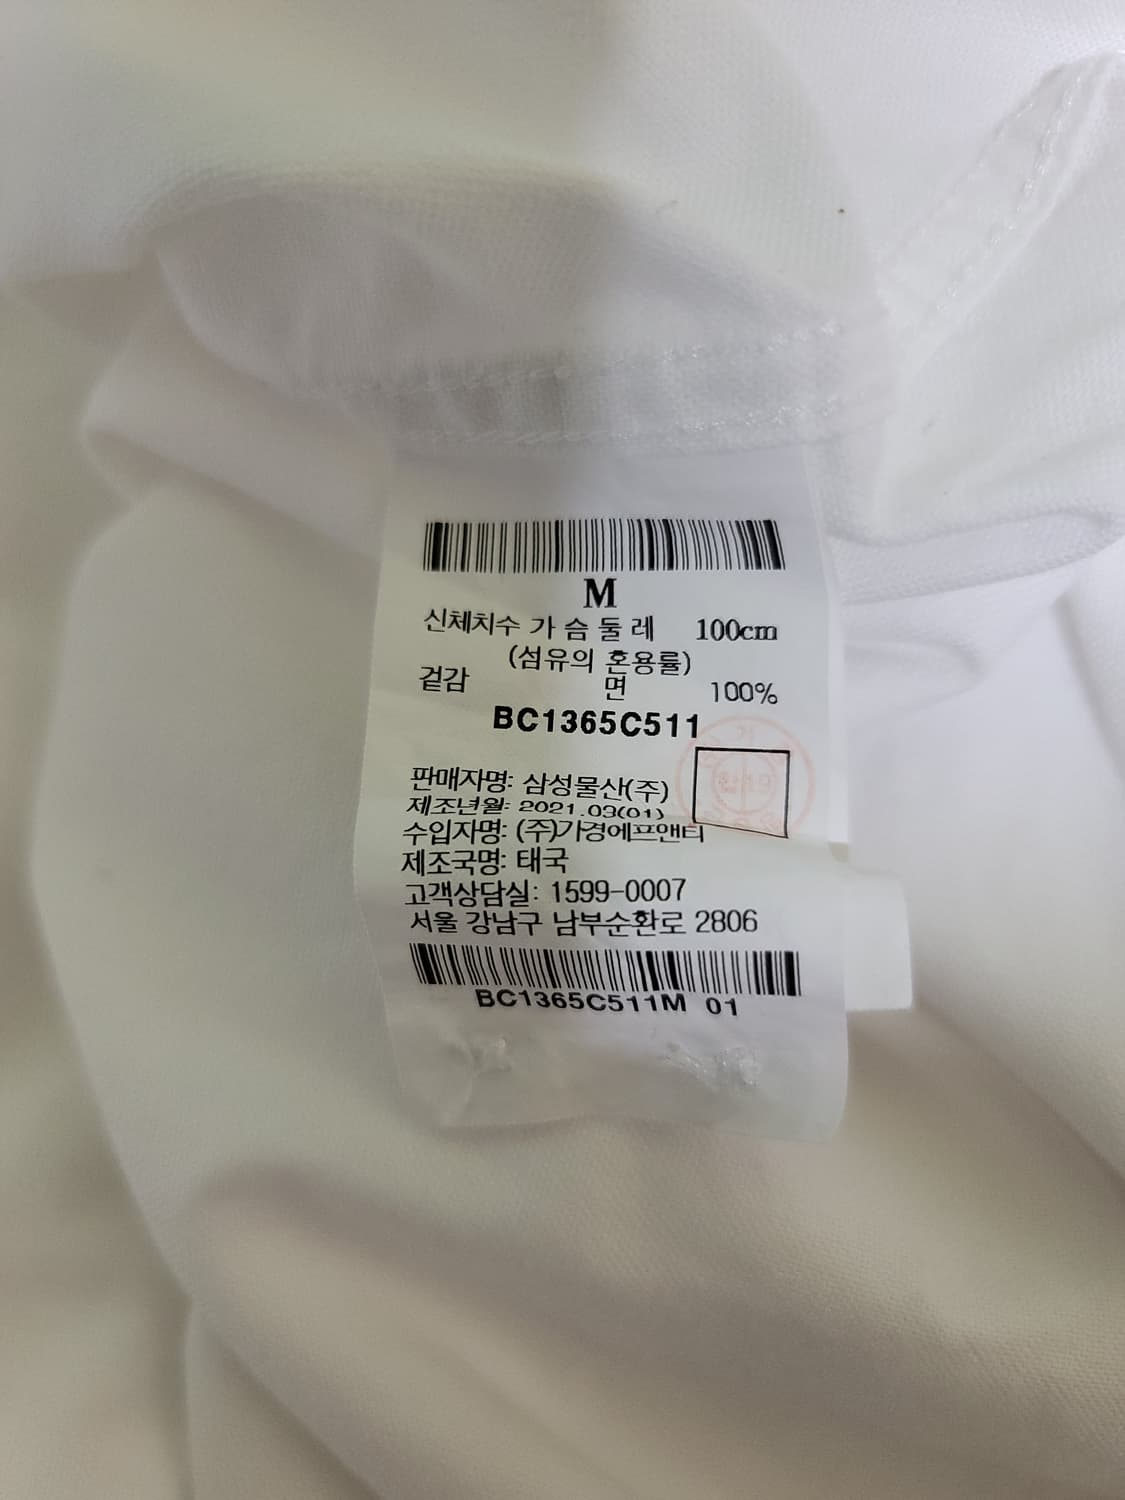 M
신체치수 가슴둘레 100cm
(섬유의 혼용률)
겉감 면 100%
BC1365C511
판매자명: 삼성물산(주)
제조년월: 2021.03(01)
수입자명: (주)가경에프앤티
제조국명: 태국
고객상담실: 1599-0007
서울 강남구 남부순환로 2806
BC1365C511M 01